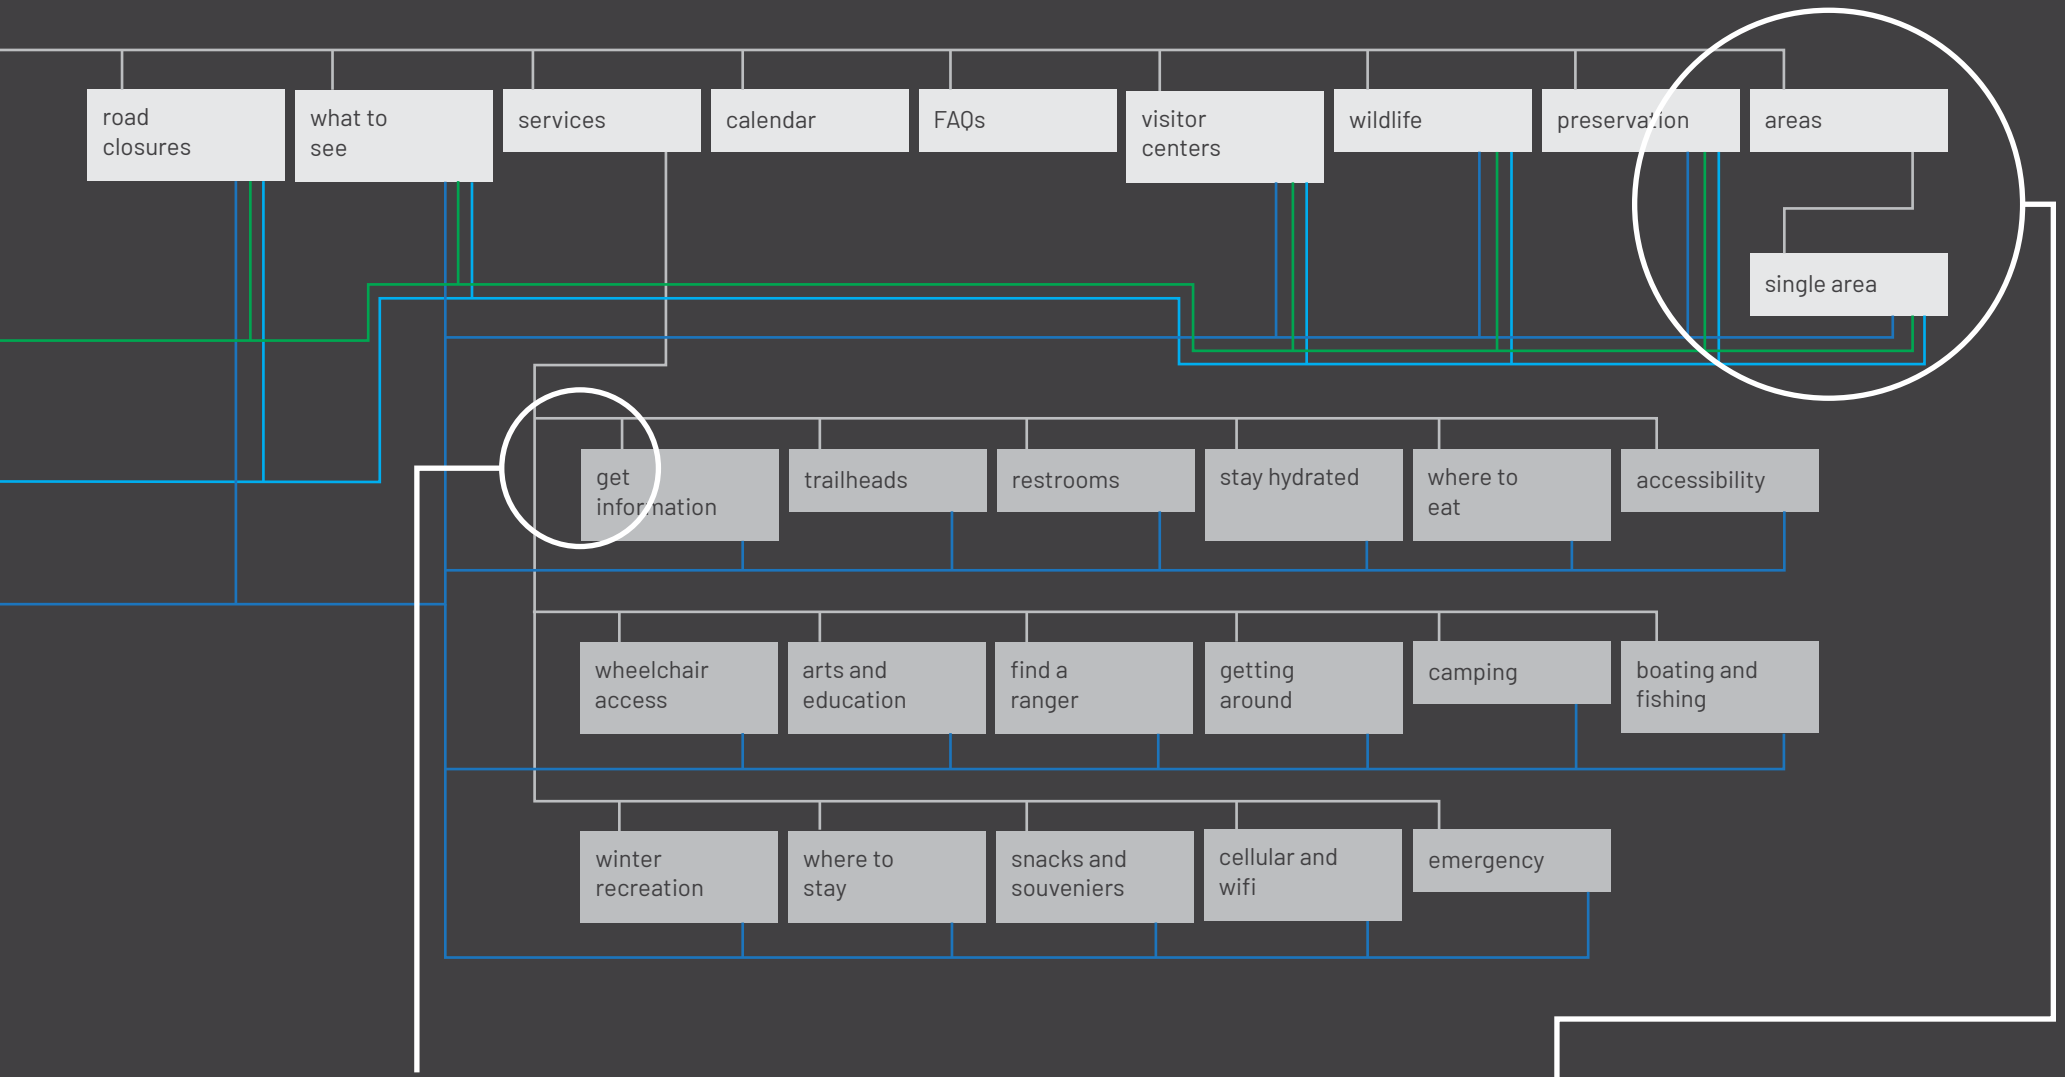 road
closures
what to
see
services
calendar
FAQs
visitor
centers
wildlife
preservation
areas
single area
get
information
trailheads
restrooms
stay hydrated
where to
eat
accessibility
wheelchair
access
arts and
education
find a
ranger
getting
around
camping
boating and
fishing
winter
recreation
where to
stay
snacks and
souveniers
cellular and
wifi
emergency